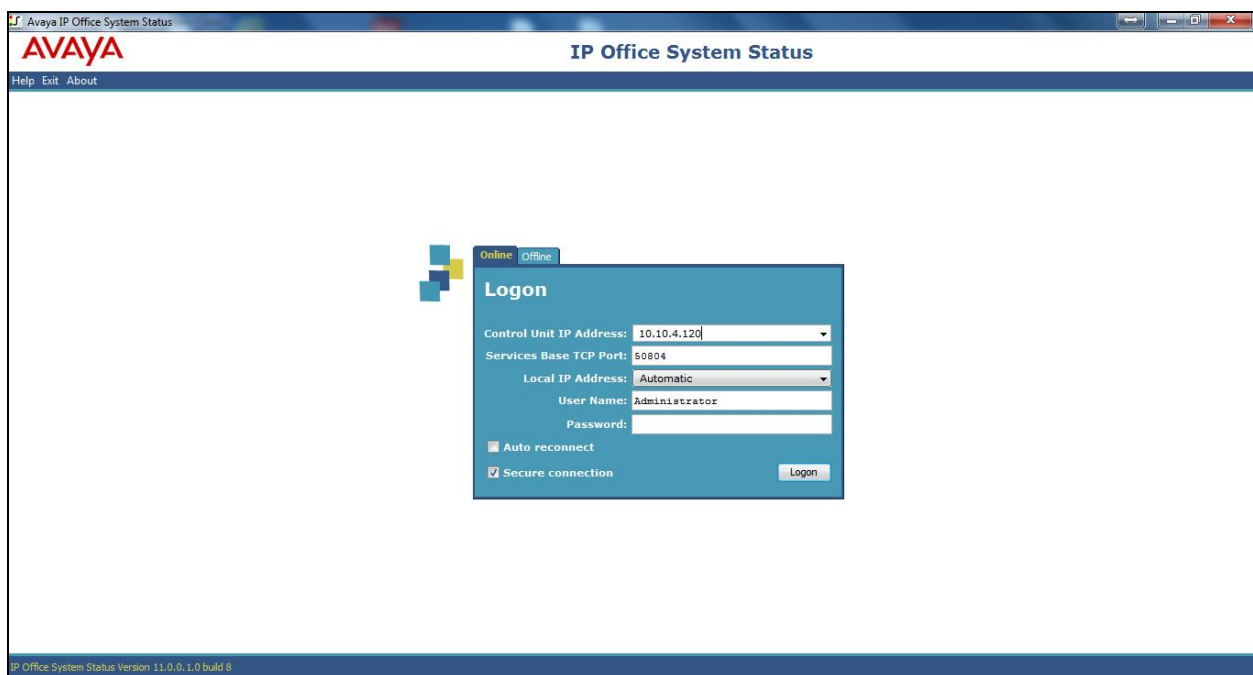 Avaya IP Office System Status
AVAYA
IP Office System Status
Help Exit About
Online Offline
Logon
Control Unit IP Address: 10.10.4.120
Services Base TCP Port: 50804
Local IP Address: Automatic
User Name: Administrator
Password:
Auto reconnect
Secure connection
Logon
IP Office System Status Version 11.0.0.1.0 build 8